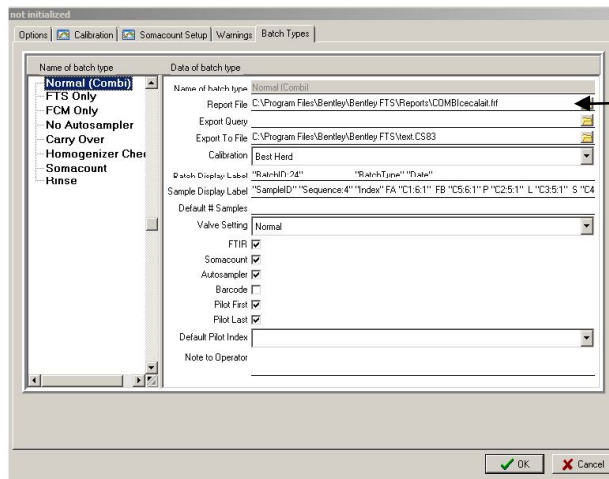 not initialized
Options Calibration Somacount Setup Warnings Batch Types
Name of batch type
Normal (Combi)
FTS Only
FCM Only
No Autosampler
Carry Over
Homogenizer Chec
Somacount
Rinse
Data of batch type
Name of batch type Normal (Combi)
Report File C:\Program Files\Bentley\Bentley FTS\Reports\COMBIcecalait.frf
Export Query
Export To File C:\Program Files\Bentley\Bentley FTS\text.CS83
Calibration Best Herd
Batch Display Label "BatchID:24" "BatchType" "Date"
Sample Display Label "SampleID" "Sequence:4" "Index" FA "C1:6:1" FB "C5:6:1" P "C2:5:1" L "C3:5:1" S "C4
Default # Samples
Valve Setting Normal
FTIR
Somacount
Autosampler
Barcode
Pilot First
Pilot Last
Default Pilot Index
Note to Operator
OK Cancel